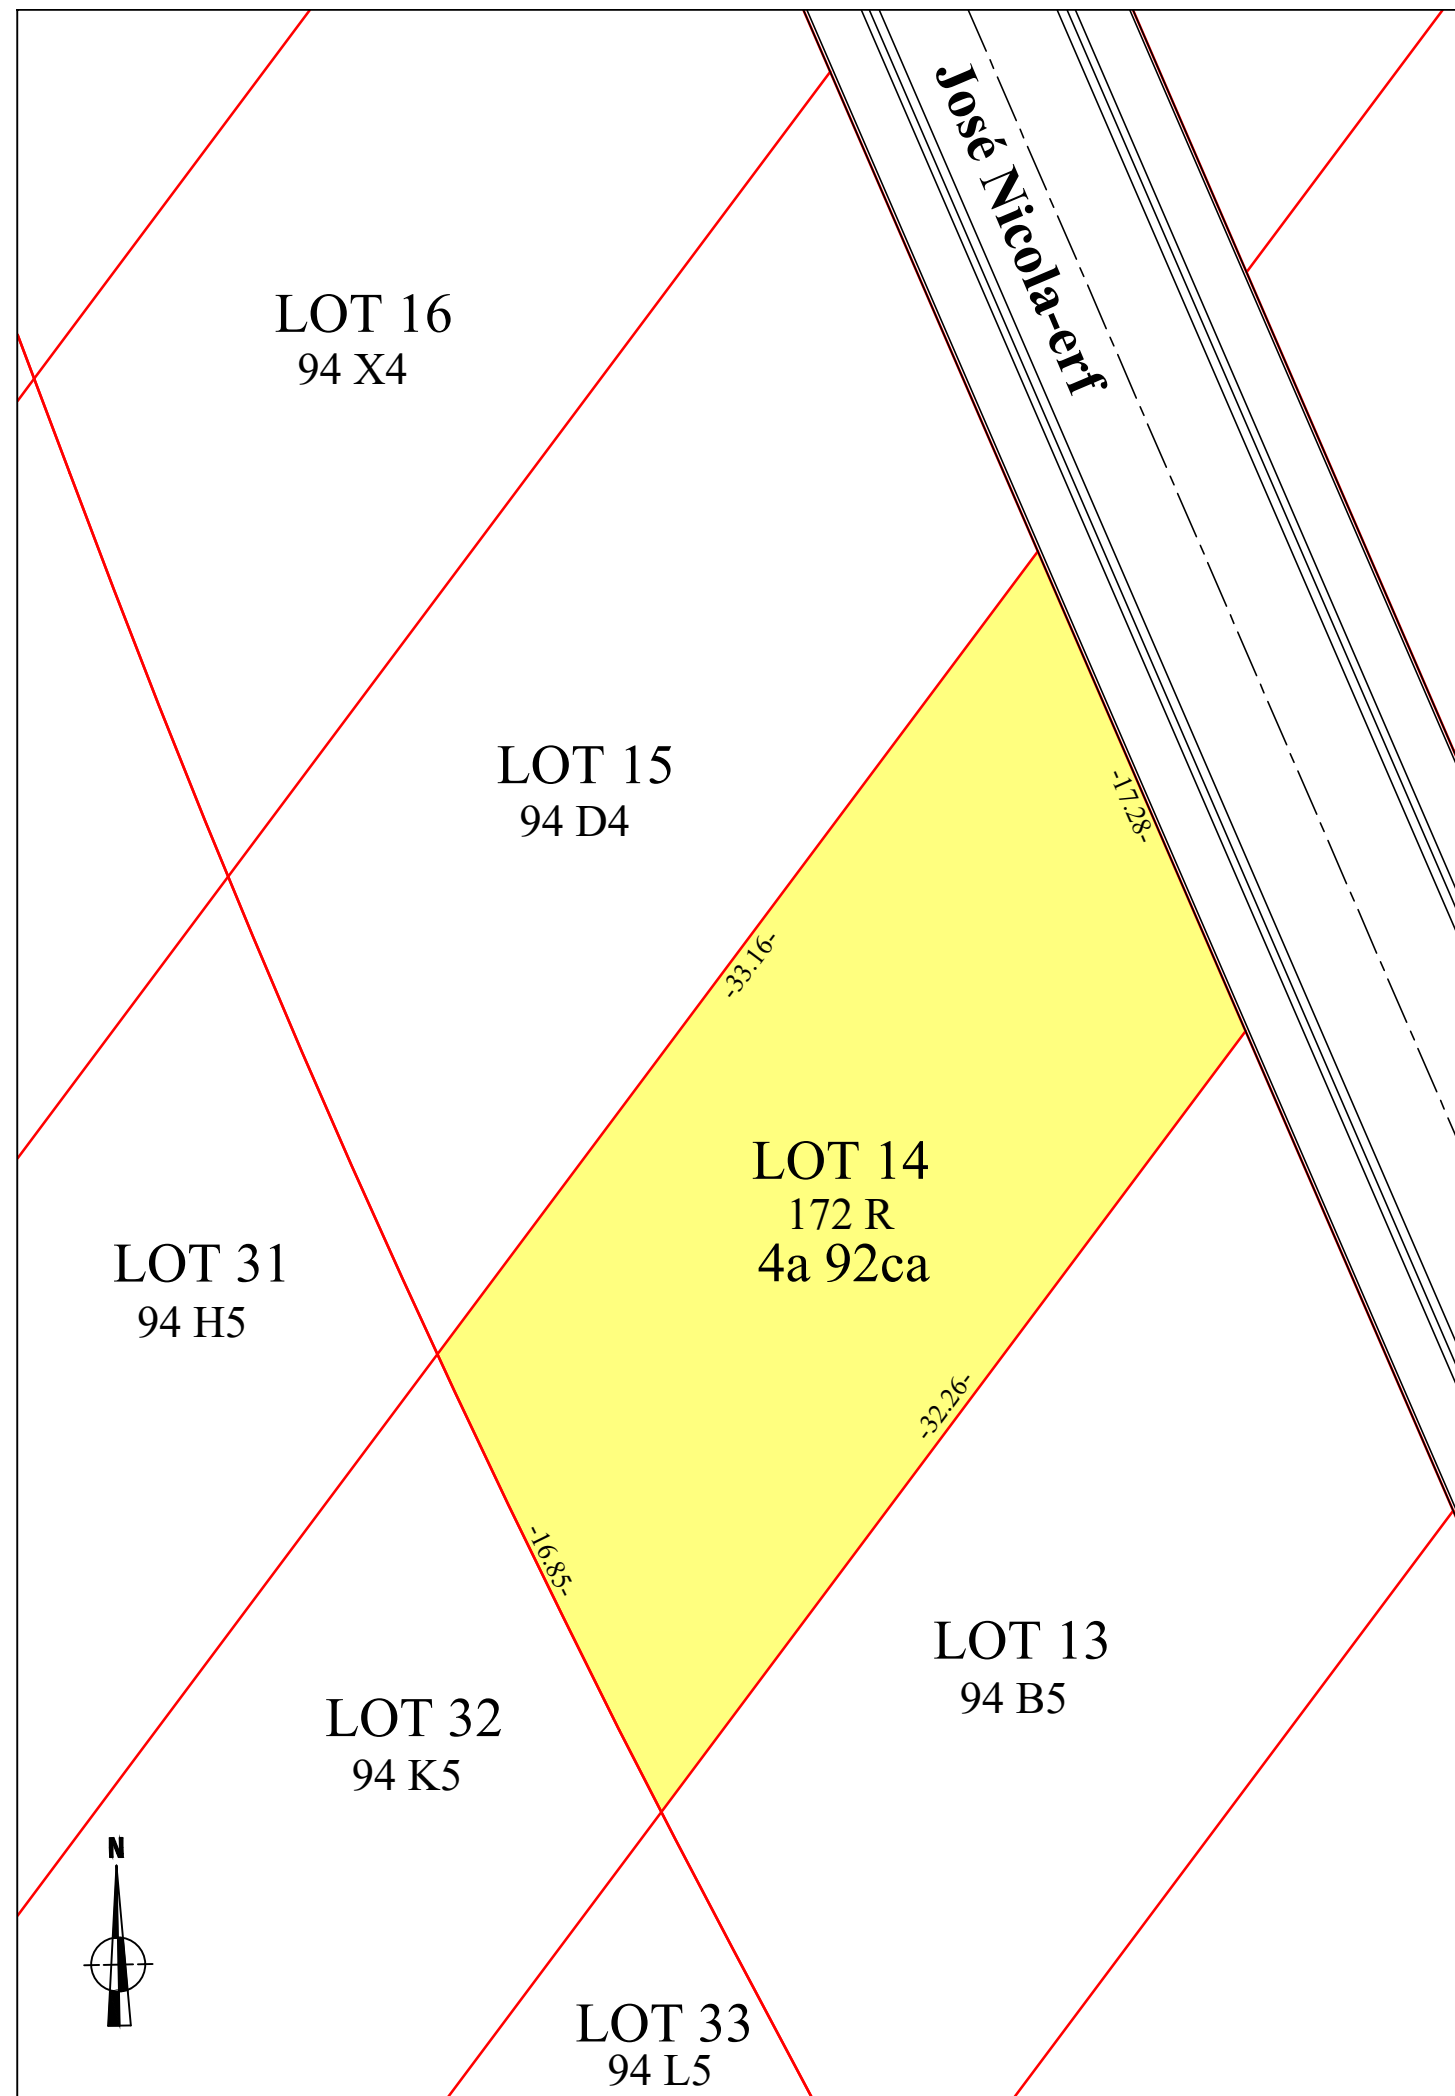 José Nicola-erf
LOT 16
94 X4
LOT 15
94 D4
-17.28-
-33.16-
LOT 14
172 R
4a 92ca
LOT 31
94 H5
-32.26-
-16.85-
LOT 13
94 B5
LOT 32
94 K5
N
LOT 33
94 L5